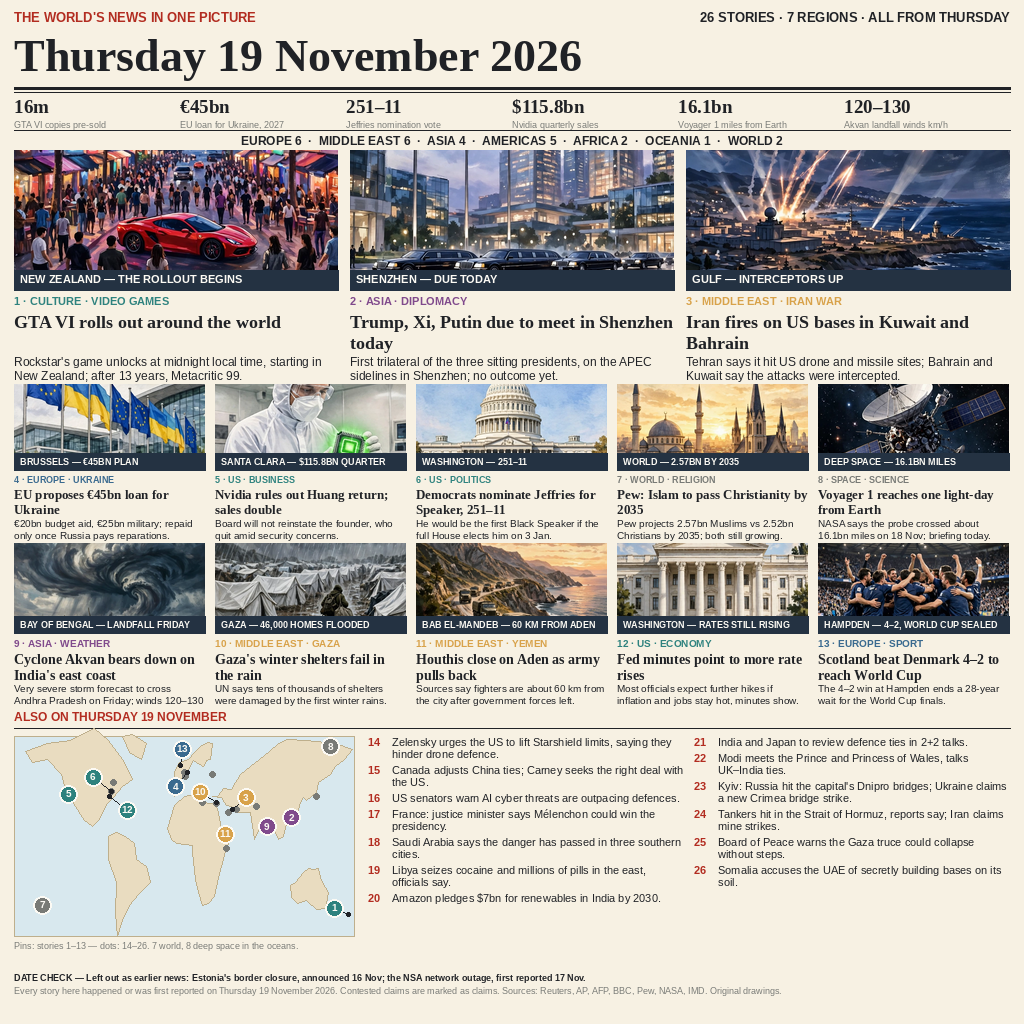 THE WORLD'S NEWS IN ONE PICTURE
26 STORIES · 7 REGIONS · ALL FROM THURSDAY
Thursday 19 November 2026
16m
GTA VI copies pre-sold
€45bn
EU loan for Ukraine, 2027
251–11
Jeffries nomination vote
$115.8bn
Nvidia quarterly sales
16.1bn
Voyager 1 miles from Earth
120–130
Akvan landfall winds km/h
EUROPE 6 · MIDDLE EAST 6 · ASIA 4 · AMERICAS 5 · AFRICA 2 · OCEANIA 1 · WORLD 2
NEW ZEALAND — THE ROLLOUT BEGINS
1 · CULTURE · VIDEO GAMES
GTA VI rolls out around the world
Rockstar's game unlocks at midnight local time, starting in
New Zealand; after 13 years, Metacritic 99.
SHENZHEN — DUE TODAY
2 · ASIA · DIPLOMACY
Trump, Xi, Putin due to meet in Shenzhen
today
First trilateral of the three sitting presidents, on the APEC
sidelines in Shenzhen; no outcome yet.
GULF — INTERCEPTORS UP
3 · MIDDLE EAST · IRAN WAR
Iran fires on US bases in Kuwait and
Bahrain
Tehran says it hit US drone and missile sites; Bahrain and
Kuwait say the attacks were intercepted.
BRUSSELS — €45BN PLAN
4 · EUROPE · UKRAINE
EU proposes €45bn loan for
Ukraine
€20bn budget aid, €25bn military; repaid
only once Russia pays reparations.
SANTA CLARA — $115.8BN QUARTER
5 · US · BUSINESS
Nvidia rules out Huang return;
sales double
Board will not reinstate the founder, who
quit amid security concerns.
WASHINGTON — 251–11
6 · US · POLITICS
Democrats nominate Jeffries for
Speaker, 251–11
He would be the first Black Speaker if the
full House elects him on 3 Jan.
WORLD — 2.57BN BY 2035
7 · WORLD · RELIGION
Pew: Islam to pass Christianity by
2035
Pew projects 2.57bn Muslims vs 2.52bn
Christians by 2035; both still growing.
DEEP SPACE — 16.1BN MILES
8 · SPACE · SCIENCE
Voyager 1 reaches one light-day
from Earth
NASA says the probe crossed about
16.1bn miles on 18 Nov; briefing today.
BAY OF BENGAL — LANDFALL FRIDAY
9 · ASIA · WEATHER
Cyclone Akvan bears down on
India's east coast
Very severe storm forecast to cross
Andhra Pradesh on Friday; winds 120–130
GAZA — 46,000 HOMES FLOODED
10 · MIDDLE EAST · GAZA
Gaza's winter shelters fail in
the rain
UN says tens of thousands of shelters
were damaged by the first winter rains.
BAB EL-MANDEB — 60 KM FROM ADEN
11 · MIDDLE EAST · YEMEN
Houthis close on Aden as army
pulls back
Sources say fighters are about 60 km from
the city after government forces left.
WASHINGTON — RATES STILL RISING
12 · US · ECONOMY
Fed minutes point to more rate
rises
Most officials expect further hikes if
inflation and jobs stay hot, minutes show.
HAMPDEN — 4–2, WORLD CUP SEALED
13 · EUROPE · SPORT
Scotland beat Denmark 4–2 to
reach World Cup
The 4–2 win at Hampden ends a 28-year
wait for the World Cup finals.
ALSO ON THURSDAY 19 NOVEMBER
13
8
6
4
5
10
3
12
2
9
11
7
1
Pins: stories 1–13 — dots: 14–26. 7 world, 8 deep space in the oceans.
14 Zelensky urges the US to lift Starshield limits, saying they
hinder drone defence.
15 Canada adjusts China ties; Carney seeks the right deal with
the US.
16 US senators warn AI cyber threats are outpacing defences.
17 France: justice minister says Mélenchon could win the
presidency.
18 Saudi Arabia says the danger has passed in three southern
cities.
19 Libya seizes cocaine and millions of pills in the east,
officials say.
20 Amazon pledges $7bn for renewables in India by 2030.
21 India and Japan to review defence ties in 2+2 talks.
22 Modi meets the Prince and Princess of Wales, talks
UK–India ties.
23 Kyiv: Russia hit the capital's Dnipro bridges; Ukraine claims
a new Crimea bridge strike.
24 Tankers hit in the Strait of Hormuz, reports say; Iran claims
mine strikes.
25 Board of Peace warns the Gaza truce could collapse
without steps.
26 Somalia accuses the UAE of secretly building bases on its
soil.
DATE CHECK — Left out as earlier news: Estonia's border closure, announced 16 Nov; the NSA network outage, first reported 17 Nov.
Every story here happened or was first reported on Thursday 19 November 2026. Contested claims are marked as claims. Sources: Reuters, AP, AFP, BBC, Pew, NASA, IMD. Original drawings.